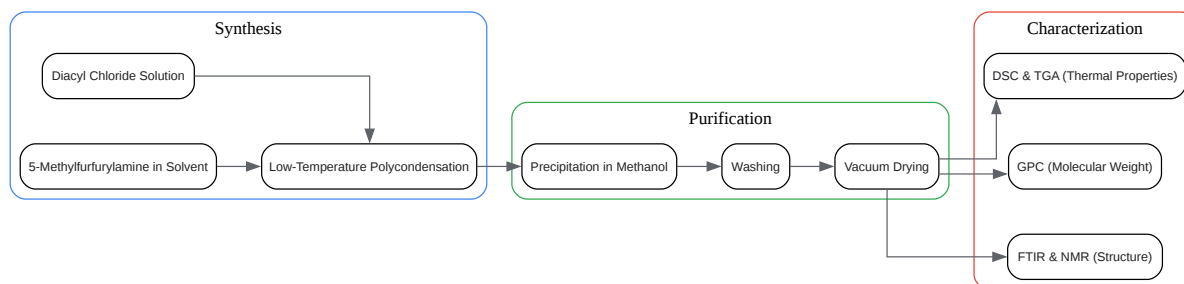 Synthesis
Diacyl Chloride Solution
5-Methylfurfurylamine in Solvent
Low-Temperature Polycondensation
Purification
Precipitation in Methanol
Washing
Vacuum Drying
Characterization
DSC & TGA (Thermal Properties)
GPC (Molecular Weight)
FTIR & NMR (Structure)